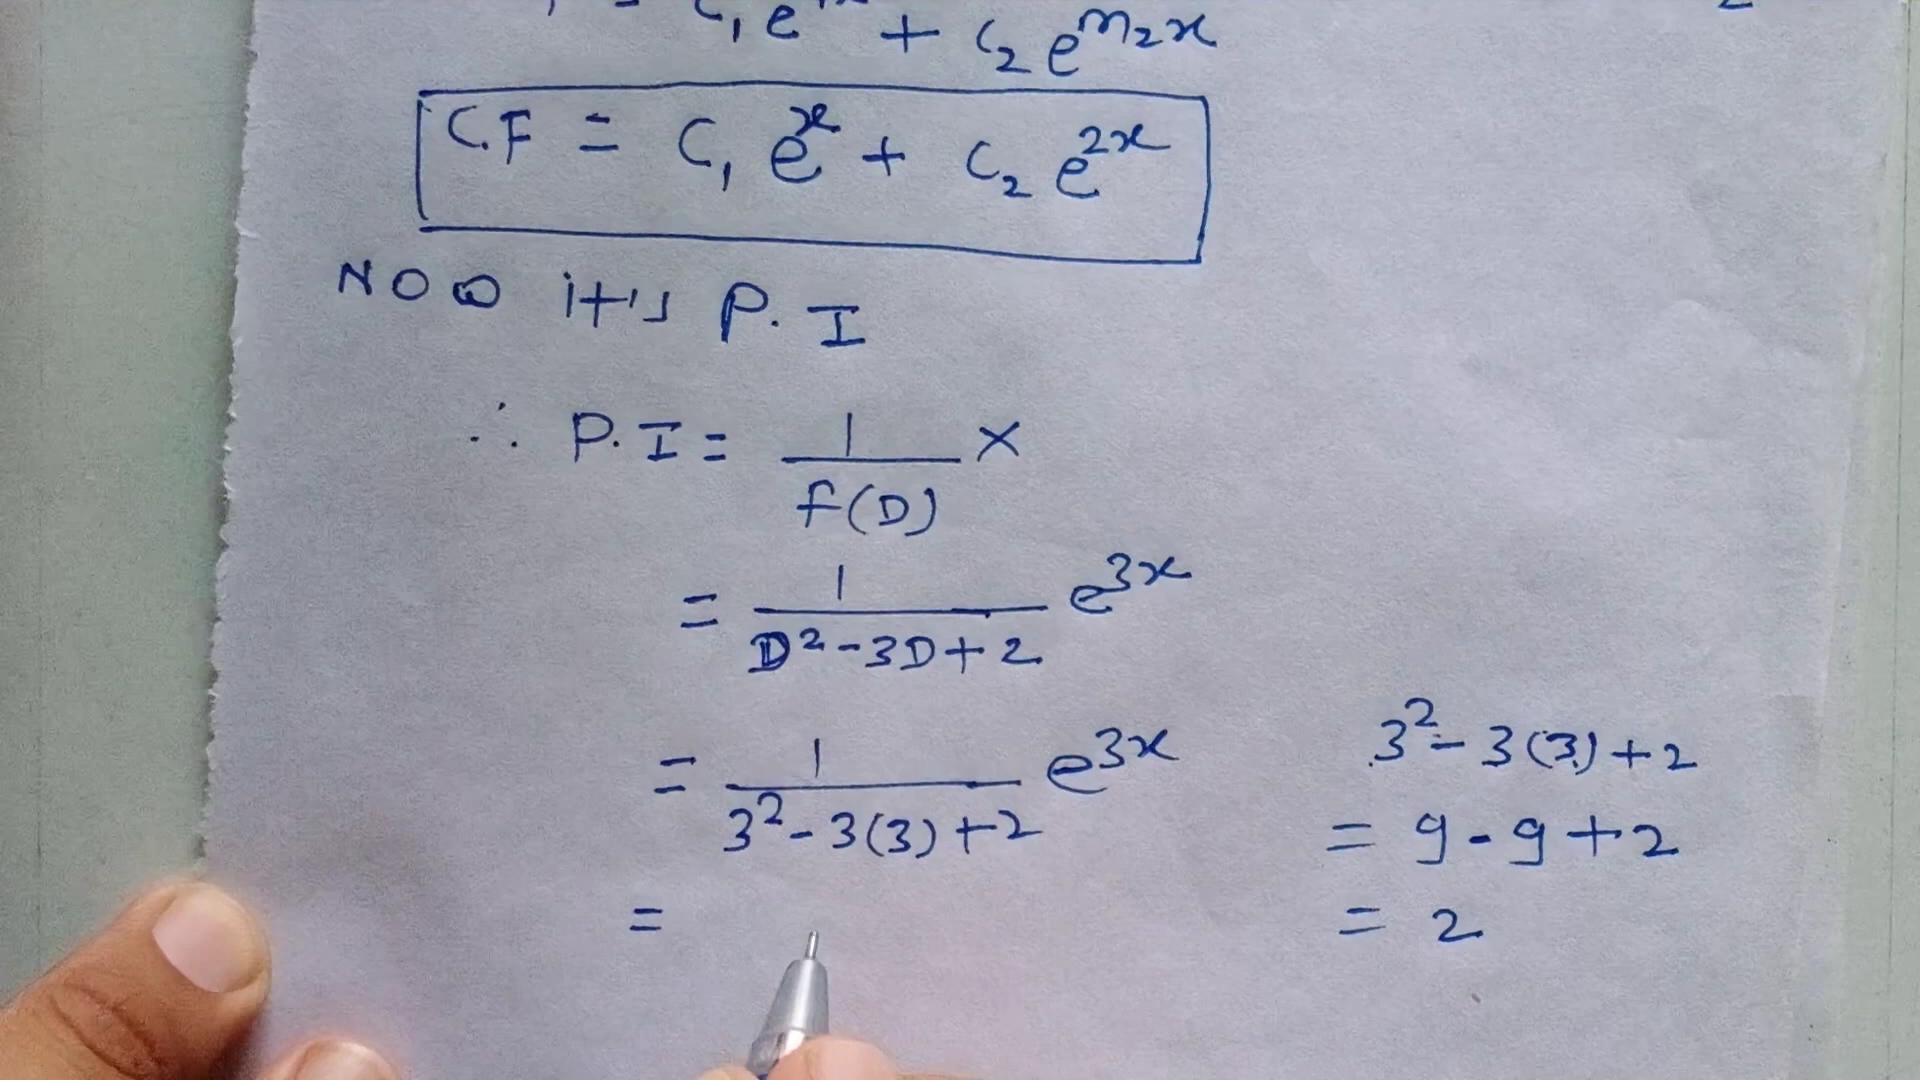 = C₁e + C₂e^{m₂x}
C.F = C₁e^{x} + C₂e^{2x}
NOW it's P.I
∴ P.I = 1/f(D) X
= 1/(D²-3D+2) e^{3x}
= 1/(3²-3(3)+2) e^{3x}
=
3²-3(3)+2
= 9-9+2
= 2